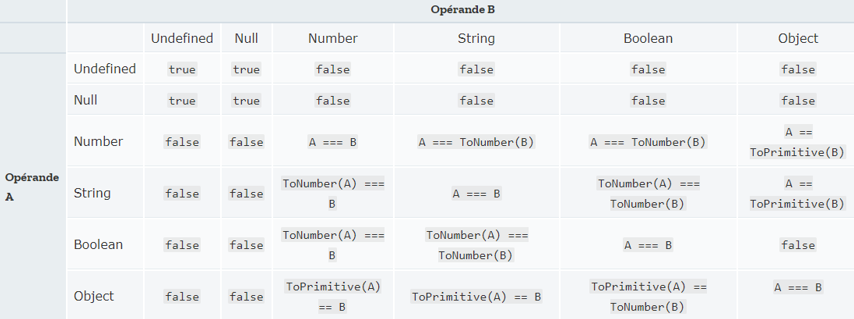 Opérande B
Undefined Null Number String Boolean Object
Undefined true true false false false false
Null true true false false false false
Number false false A === B A === ToNumber(B) A === ToNumber(B) A ==
ToPrimitive(B)
Opérande
A
String false false ToNumber(A) ===
B
A === B ToNumber(A) ===
ToNumber(B)
A ==
ToPrimitive(B)
Boolean false false ToNumber(A) ===
B
ToNumber(A) ===
ToNumber(B)
A === B false
Object false false ToPrimitive(A)
== B
ToPrimitive(A) == B ToPrimitive(A) ==
ToNumber(B)
A === B